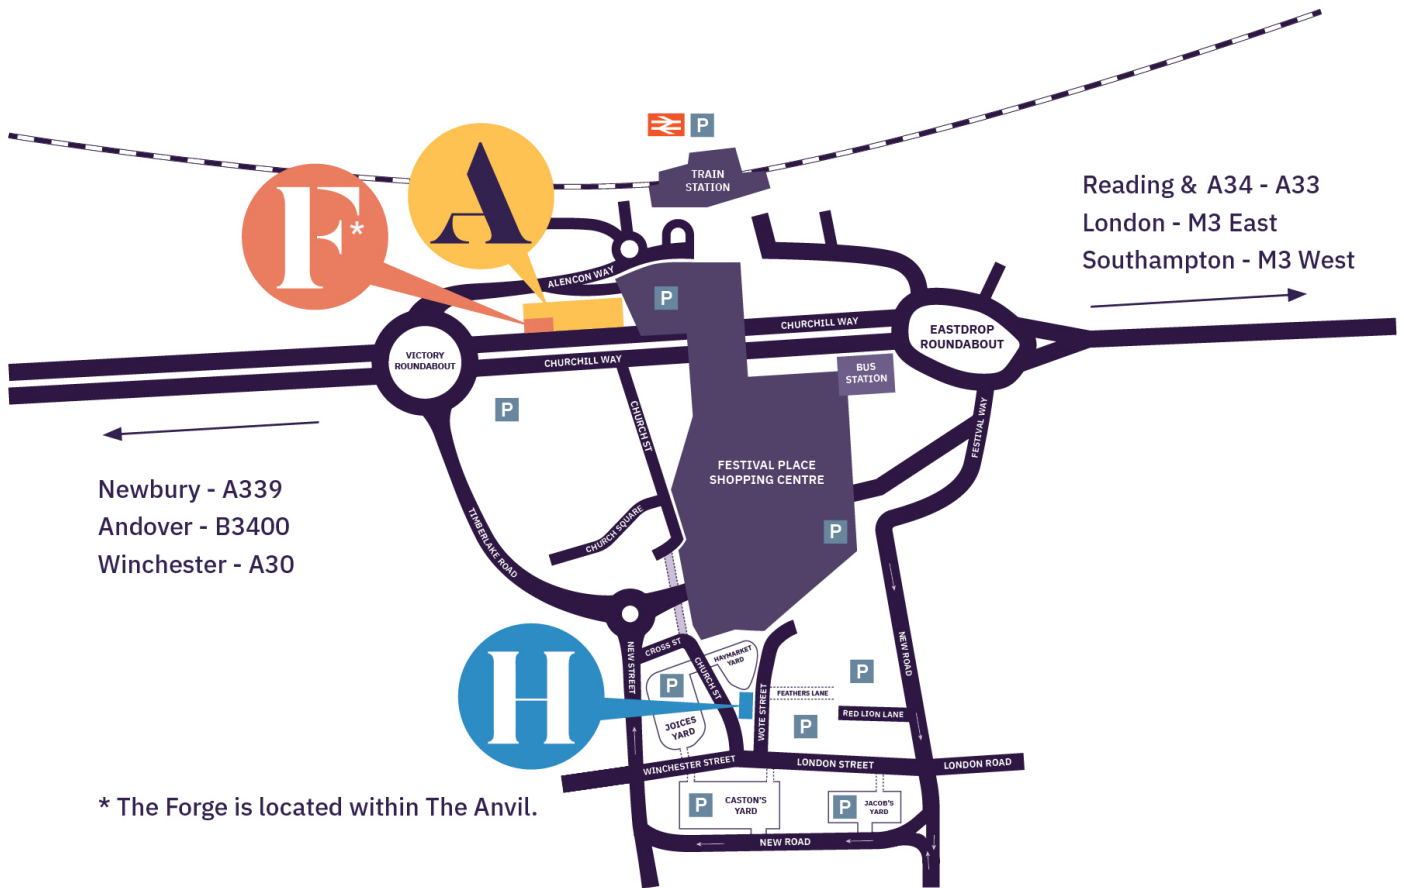 P
TRAIN
STATION
A
F*
Reading & A34 - A33
London - M3 East
Southampton - M3 West
ALENCON WAY
P
CHURCHILL WAY
EASTDROP
ROUNDABOUT
VICTORY
ROUNDABOUT
CHURCHILL WAY
BUS
STATION
P
CHURCH ST
FESTIVAL WAY
FESTIVAL PLACE
SHOPPING CENTRE
Newbury - A339
Andover - B3400
Winchester - A30
TIMBERLAKE ROAD
CHURCH SQUARE
P
NEW STREET
CROSS ST
HAYMARKET
YARD
NEW ROAD
H
P
CHURCH ST
WOTE STREET
FEATHERS LANE
P
RED LION LANE
JOICES
YARD
P
WINCHESTER STREET
LONDON STREET
LONDON ROAD
* The Forge is located within The Anvil.
P
CASTON'S
YARD
P
JACOB'S
YARD
NEW ROAD